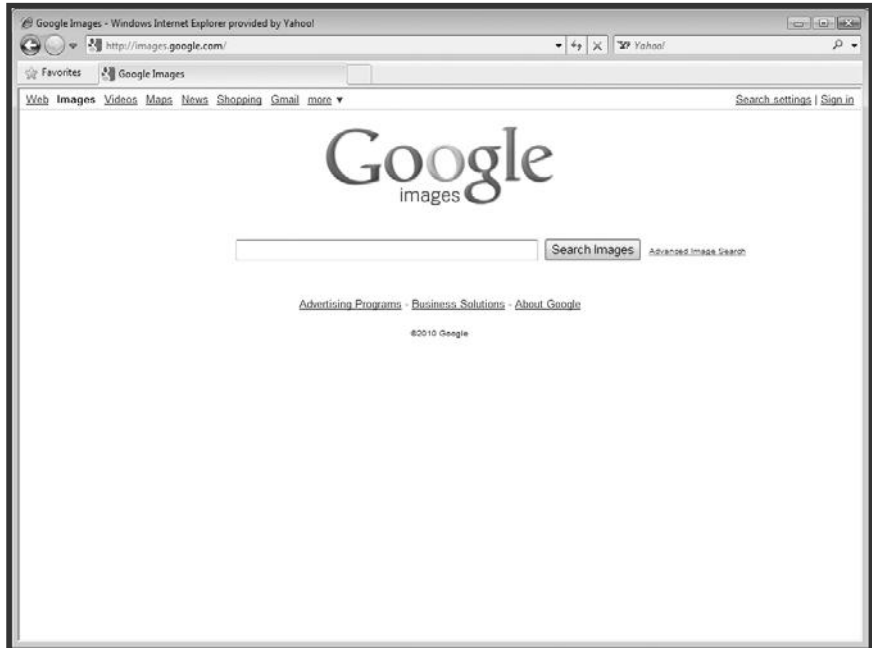 Google Images - Windows Internet Explorer provided by Yahoo!
http://images.google.com/ Yahoo!
Favorites Google Images
Web Images Videos Maps News Shopping Gmail more ▼ Search settings | Sign in
Google
images
Search Images Advanced Image Search
Advertising Programs - Business Solutions - About Google
©2010 Google